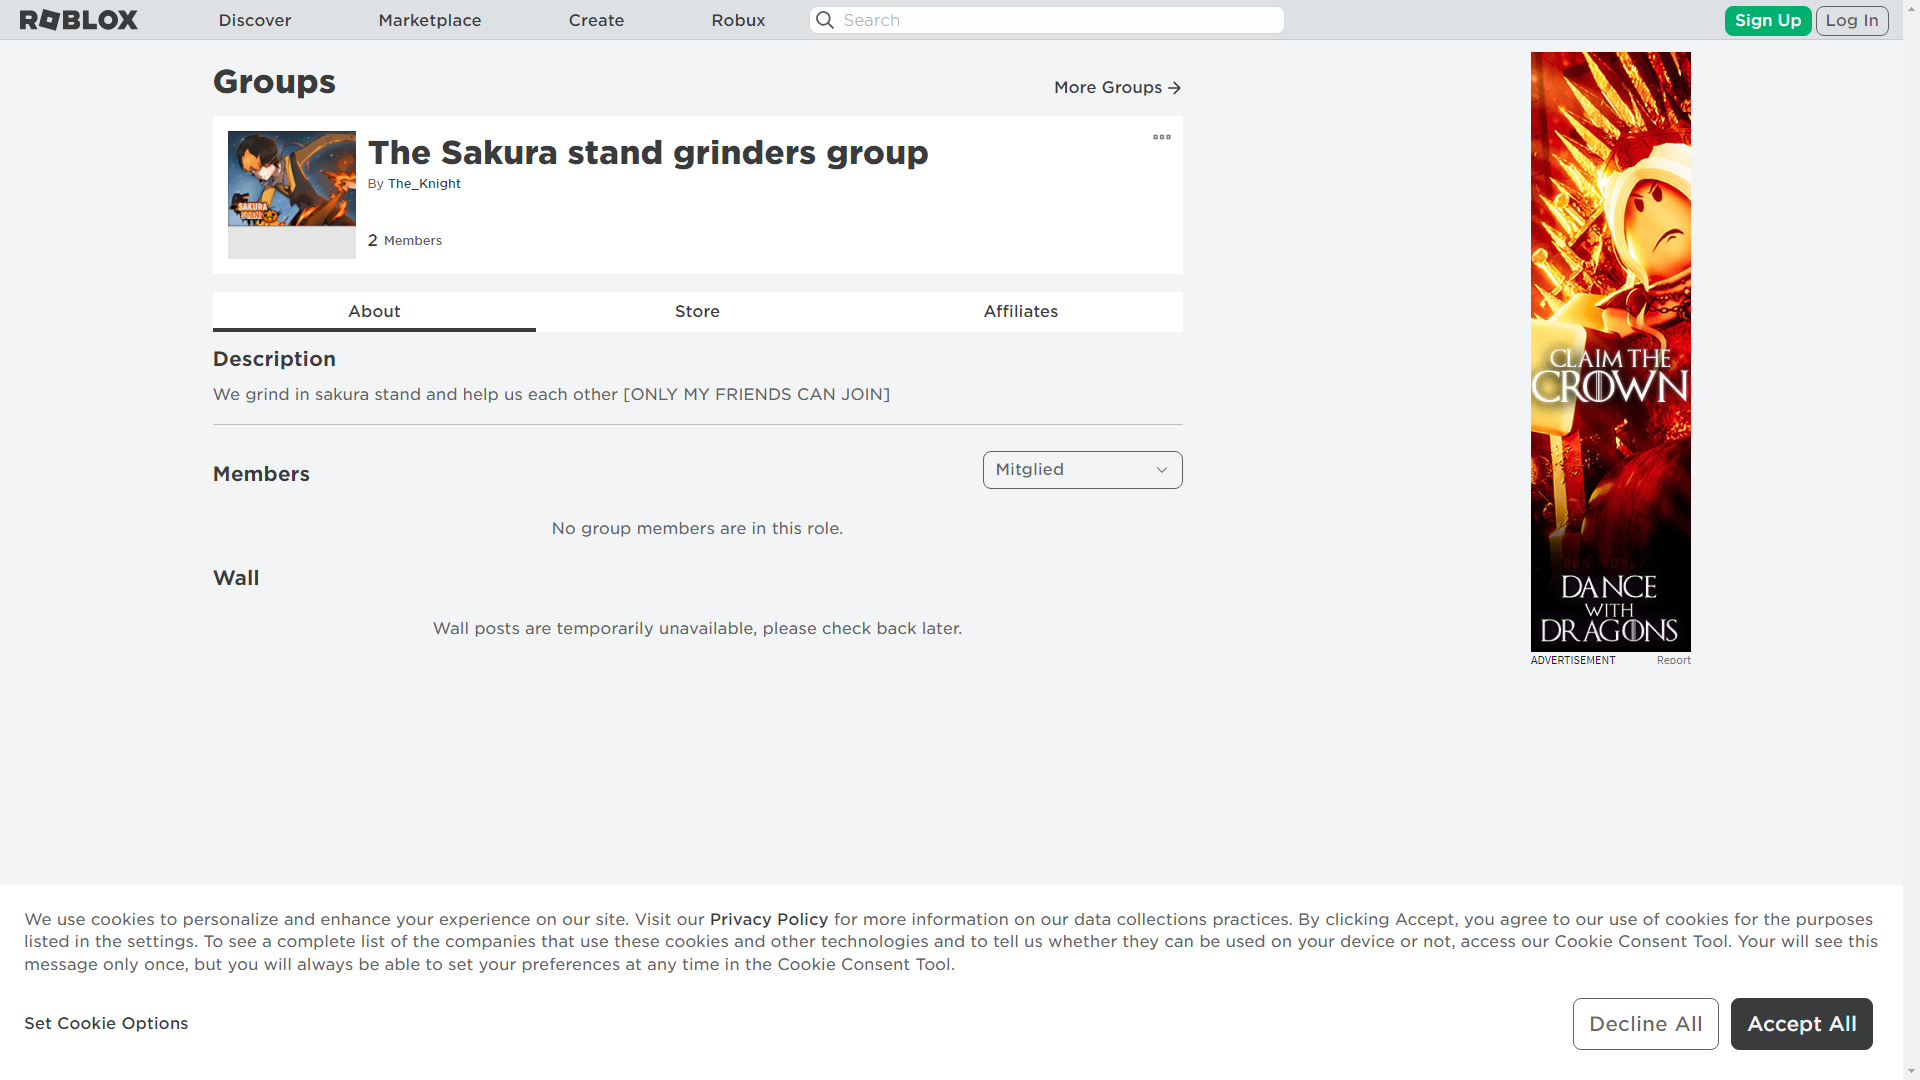 ROBLOX
Discover
Marketplace
Create
Robux
Search
Sign Up
Log In
Groups
More Groups
The Sakura stand grinders group
By The_Knight
2 Members
SAKURA
STAND
About
Store
Affiliates
Description
We grind in sakura stand and help us each other [ONLY MY FRIENDS CAN JOIN]
Members
Mitglied
No group members are in this role.
Wall
Wall posts are temporarily unavailable, please check back later.
CLAIM THE
CROWN
DANCE
WITH
DRAGONS
ADVERTISEMENT
Report
We use cookies to personalize and enhance your experience on our site. Visit our Privacy Policy for more information on our data collections practices. By clicking Accept, you agree to our use of cookies for the purposes
listed in the settings. To see a complete list of the companies that use these cookies and other technologies and to tell us whether they can be used on your device or not, access our Cookie Consent Tool. Your will see this
message only once, but you will always be able to set your preferences at any time in the Cookie Consent Tool.
Set Cookie Options
Decline All
Accept All